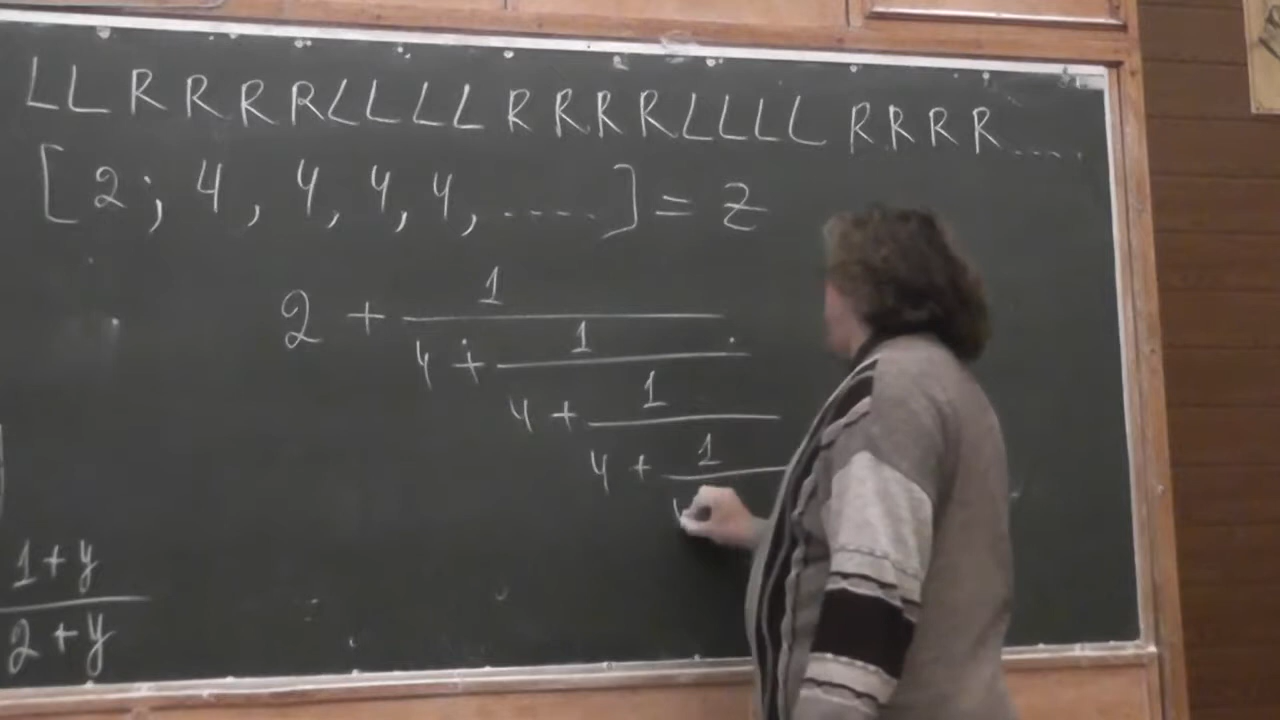 LLRRRRLLLLRRRRLLLLRRRR.....
[2; 4, 4, 4, 4, .....] = z
2 + 1
4 + 1
4 + 1
4 + 1
1+y
2+y